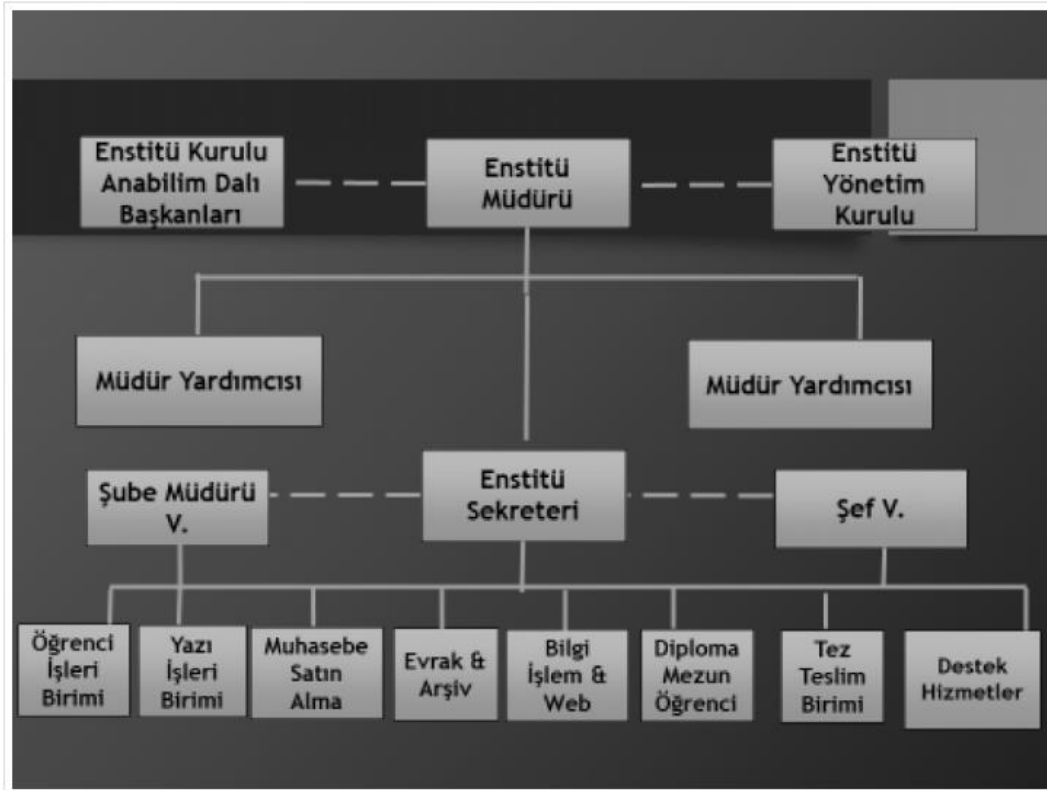 Enstitü Kurulu
Anabilim Dalı
Başkanları
Enstitü
Müdürü
Enstitü
Yönetim
Kurulu
Müdür Yardımcısı
Müdür Yardımcısı
Şube Müdürü
V.
Enstitü
Sekreteri
Şef V.
Öğrenci
İşleri
Birimi
Yazı
İşleri
Birimi
Muhasebe
Satın
Alma
Evrak &
Arşiv
Bilgi
İşlem &
Web
Diploma
Mezun
Öğrenci
Tez
Teslim
Birimi
Destek
Hizmetler